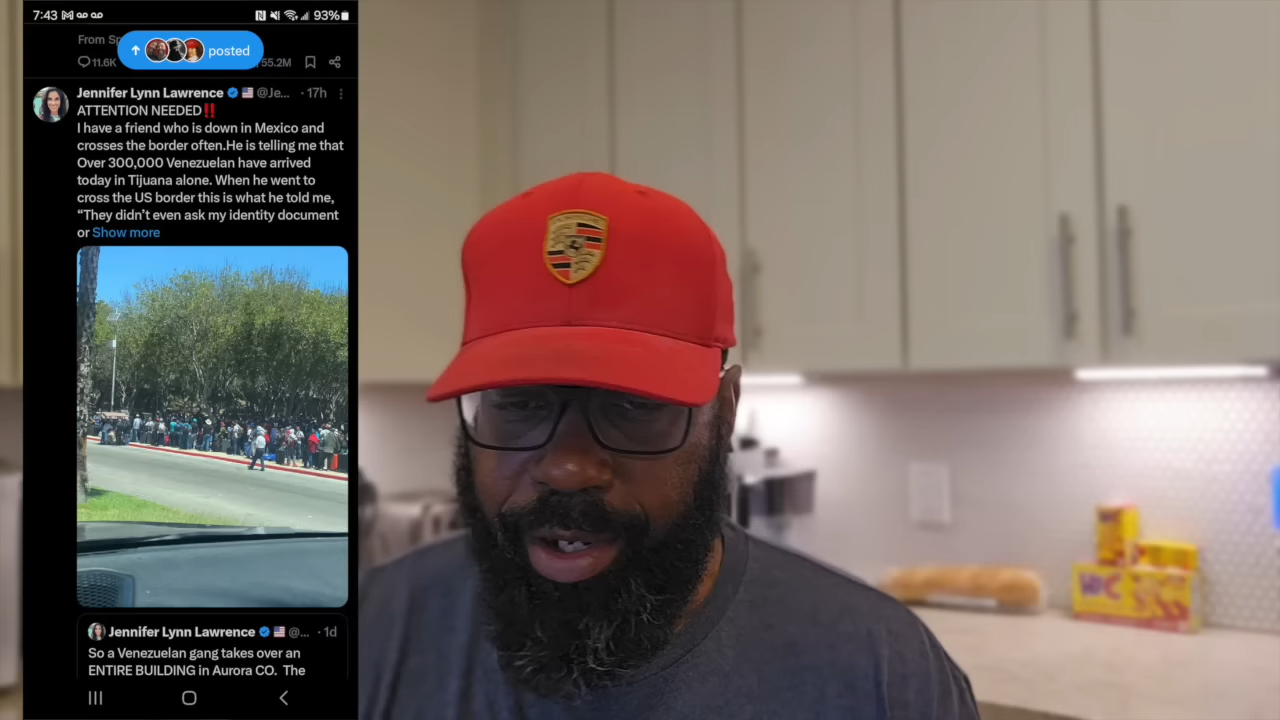 7:43
93%
From Sp
posted
11.6K
55.2M
Jennifer Lynn Lawrence @Je... · 17h
ATTENTION NEEDED‼️
I have a friend who is down in Mexico and
crosses the border often.He is telling me that
Over 300,000 Venezuelan have arrived
today in Tijuana alone. When he went to
cross the US border this is what he told me,
“They didn’t even ask my identity document
or Show more
Jennifer Lynn Lawrence @... · 1d
So a Venezuelan gang takes over an
ENTIRE BUILDING in Aurora CO. The